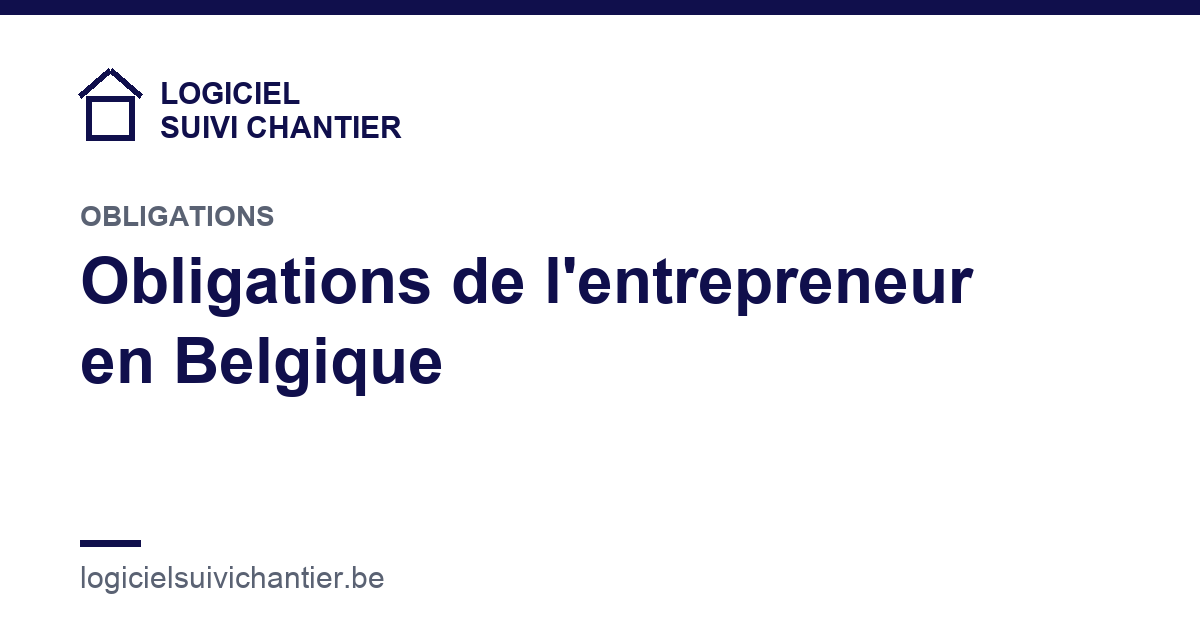 LOGICIEL
SUIVI CHANTIER
OBLIGATIONS
Obligations de l'entrepreneur
en Belgique
logicielsuivichantier.be